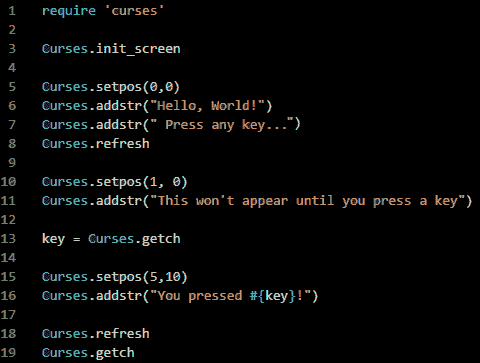 1 require 'curses'
2
3 Curses.init_screen
4
5 Curses.setpos(0,0)
6 Curses.addstr("Hello, World!")
7 Curses.addstr(" Press any key...")
8 Curses.refresh
9
10 Curses.setpos(1, 0)
11 Curses.addstr("This won't appear until you press a key")
12
13 key = Curses.getch
14
15 Curses.setpos(5,10)
16 Curses.addstr("You pressed #{key}!")
17
18 Curses.refresh
19 Curses.getch